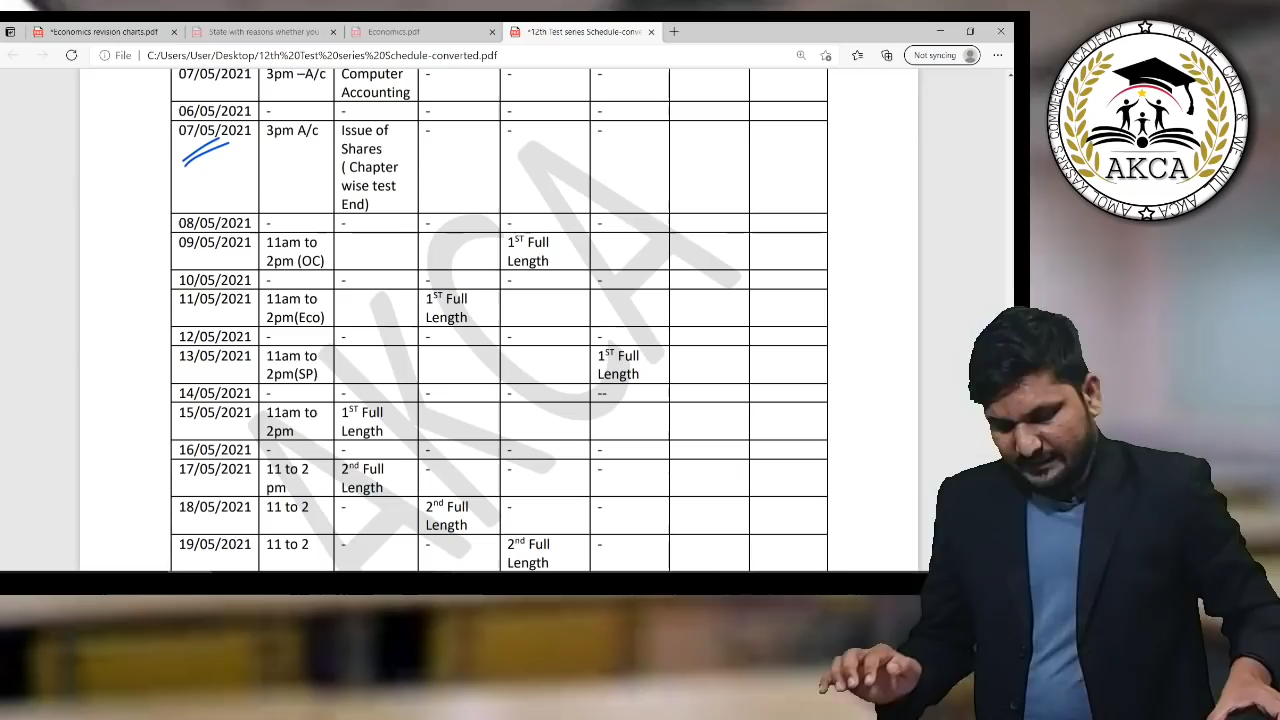 *Economics revision charts.pdf
State with reasons whether you
Economics.pdf
*12th Test series Schedule-conve
File
C:/Users/User/Desktop/12th%20Test%20series%20Schedule-converted.pdf
Not syncing
07/05/2021 3pm –A/c Computer Accounting - - -
06/05/2021 - - - - -
07/05/2021 3pm A/c Issue of - - -
Shares
( Chapter
wise test
End)
08/05/2021 - - - - -
09/05/2021 11am to 1ST Full
2pm (OC) Length
10/05/2021 - - - - -
11/05/2021 11am to 1ST Full
2pm(Eco) Length
12/05/2021 - - - - -
13/05/2021 11am to 1ST Full
2pm(SP) Length
14/05/2021 - - - - --
15/05/2021 11am to 1ST Full
2pm Length
16/05/2021 - - - - -
17/05/2021 11 to 2 2nd Full - - -
pm Length
18/05/2021 11 to 2 - 2nd Full - -
Length
19/05/2021 11 to 2 - - 2nd Full -
Length
AKCA
AMOL KASAR'S COMMERCE ACADEMY
YES WE CAN & WE WILL
AKCA